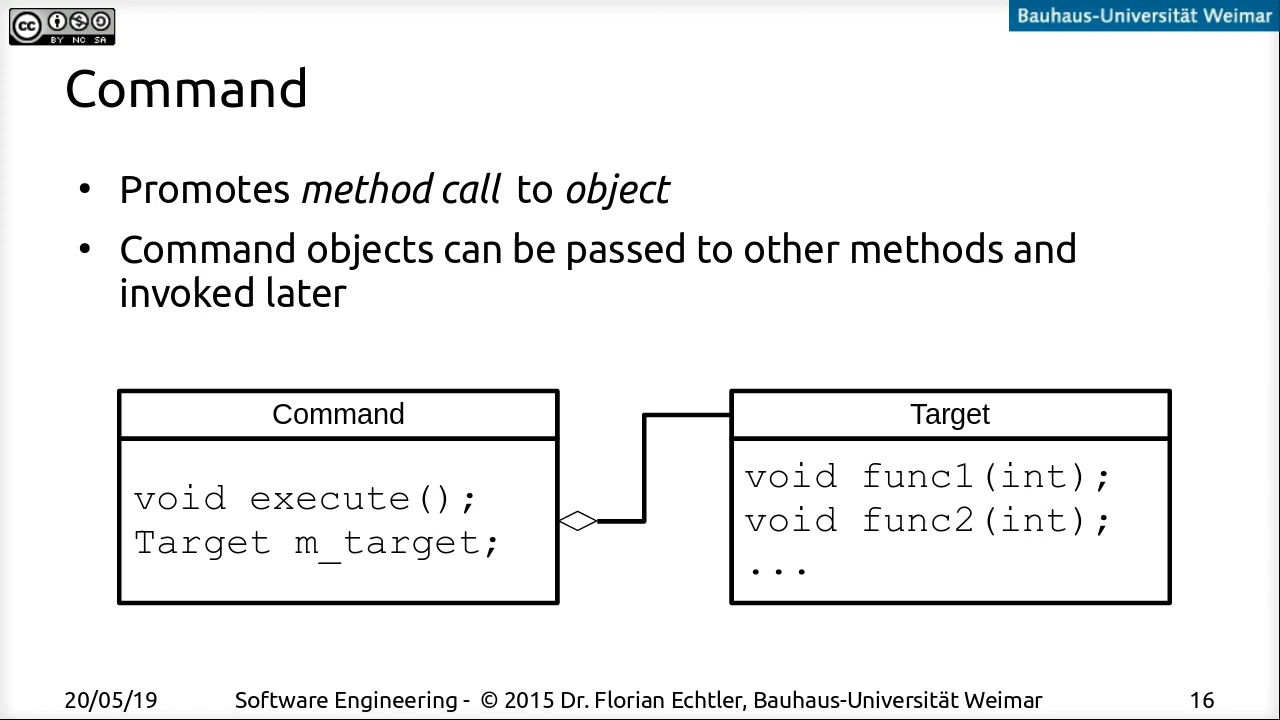 cc
BY NC SA
Bauhaus-Universität Weimar
Command
• Promotes method call to object
• Command objects can be passed to other methods and
invoked later
Command
void execute();
Target m_target;
Target
void func1(int);
void func2(int);
...
20/05/19
Software Engineering - © 2015 Dr. Florian Echtler, Bauhaus-Universität Weimar
16